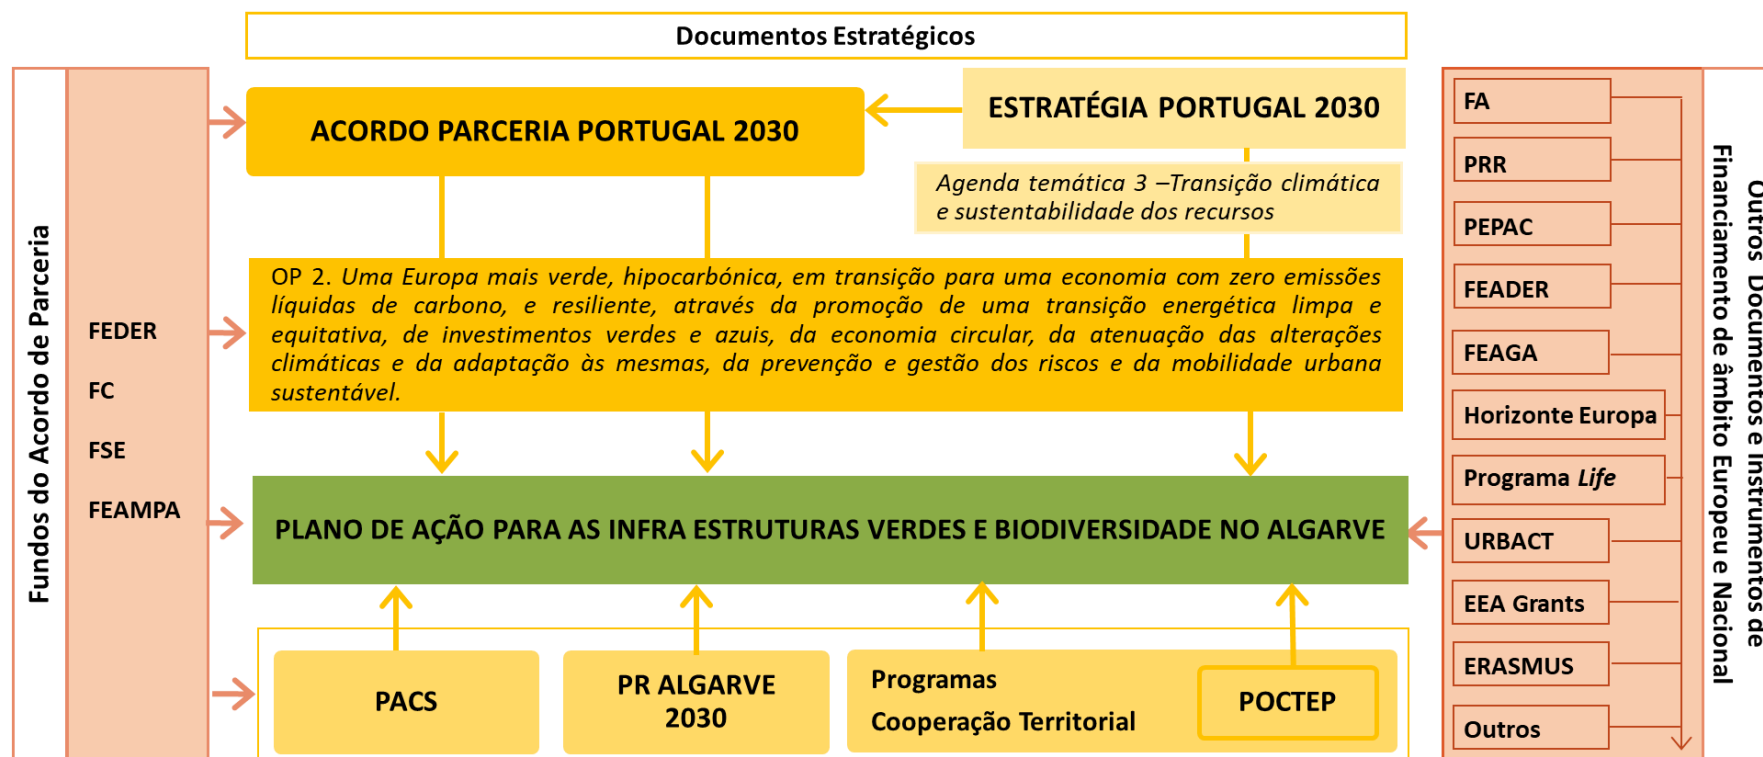 Documentos Estratégicos
Fundos do Acordo de Parceria
FEDER
FC
FSE
FEAMPA
ACORDO PARCERIA PORTUGAL 2030
ESTRATÉGIA PORTUGAL 2030
Agenda temática 3 –Transição climática
e sustentabilidade dos recursos
OP 2. Uma Europa mais verde, hipocarbónica, em transição para uma economia com zero emissões
líquidas de carbono, e resiliente, através da promoção de uma transição energética limpa e
equitativa, de investimentos verdes e azuis, da economia circular, da atenuação das alterações
climáticas e da adaptação às mesmas, da prevenção e gestão dos riscos e da mobilidade urbana
sustentável.
PLANO DE AÇÃO PARA AS INFRA ESTRUTURAS VERDES E BIODIVERSIDADE NO ALGARVE
PACS
PR ALGARVE
2030
Programas
Cooperação Territorial
POCTEP
FA
PRR
PEPAC
FEADER
FEAGA
Horizonte Europa
Programa Life
URBACT
EEA Grants
ERASMUS
Outros
Outros Documentos e Instrumentos de
Financiamento de âmbito Europeu e Nacional